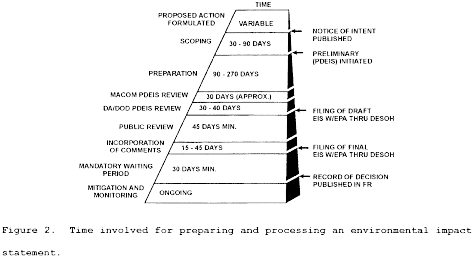 TIME
PROPOSED ACTION
FORMULATED
VARIABLE
NOTICE OF INTENT
PUBLISHED
SCOPING
30 - 90 DAYS
PRELIMINARY
(PDEIS) INITIATED
PREPARATION
90 - 270 DAYS
MACOM PDEIS REVIEW
30 DAYS (APPROX.)
DA/DOD PDEIS REVIEW
30 - 40 DAYS
FILING OF DRAFT
EIS W/EPA THRU DESOH
PUBLIC REVIEW
45 DAYS MIN.
INCORPORATION
OF COMMENTS
15 - 45 DAYS
FILING OF FINAL
EIS W/EPA THRU DESOH
MANDATORY WAITING
PERIOD
30 DAYS MIN.
RECORD OF DECISION
PUBLISHED IN FR
MITIGATION AND
MONITORING
ONGOING
Figure 2. Time involved for preparing and processing an environmental impact
statement.